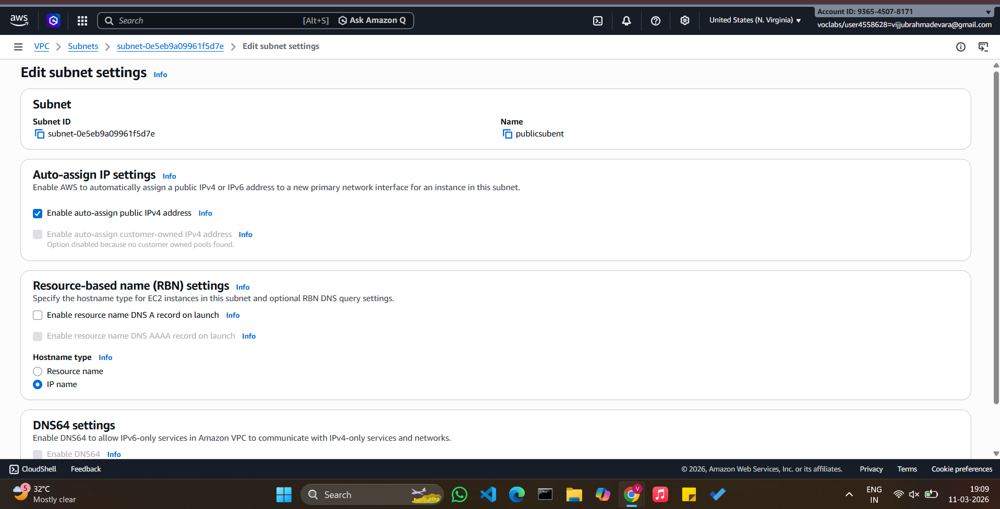 aws
Search
[Alt+S]
Ask Amazon Q
United States (N. Virginia)
Account ID: 9365-4507-8171
voclabs/user4558628=vijjubrahmadevara@gmail.com
VPC
Subnets
subnet-0e5eb9a09961f5d7e
Edit subnet settings
Edit subnet settings Info
Subnet
Subnet ID
subnet-0e5eb9a09961f5d7e
Name
publicsubent
Auto-assign IP settings Info
Enable AWS to automatically assign a public IPv4 or IPv6 address to a new primary network interface for an instance in this subnet.
Enable auto-assign public IPv4 address Info
Enable auto-assign customer-owned IPv4 address Info
Option disabled because no customer owned pools found.
Resource-based name (RBN) settings Info
Specify the hostname type for EC2 instances in this subnet and optional RBN DNS query settings.
Enable resource name DNS A record on launch Info
Enable resource name DNS AAAA record on launch Info
Hostname type Info
Resource name
IP name
DNS64 settings
Enable DNS64 to allow IPv6-only services in Amazon VPC to communicate with IPv4-only services and networks.
Enable DNS64 Info
CloudShell
Feedback
© 2026, Amazon Web Services, Inc. or its affiliates.
Privacy
Terms
Cookie preferences
5
32°C
Mostly clear
Search
V
ENG
IN
19:09
11-03-2026